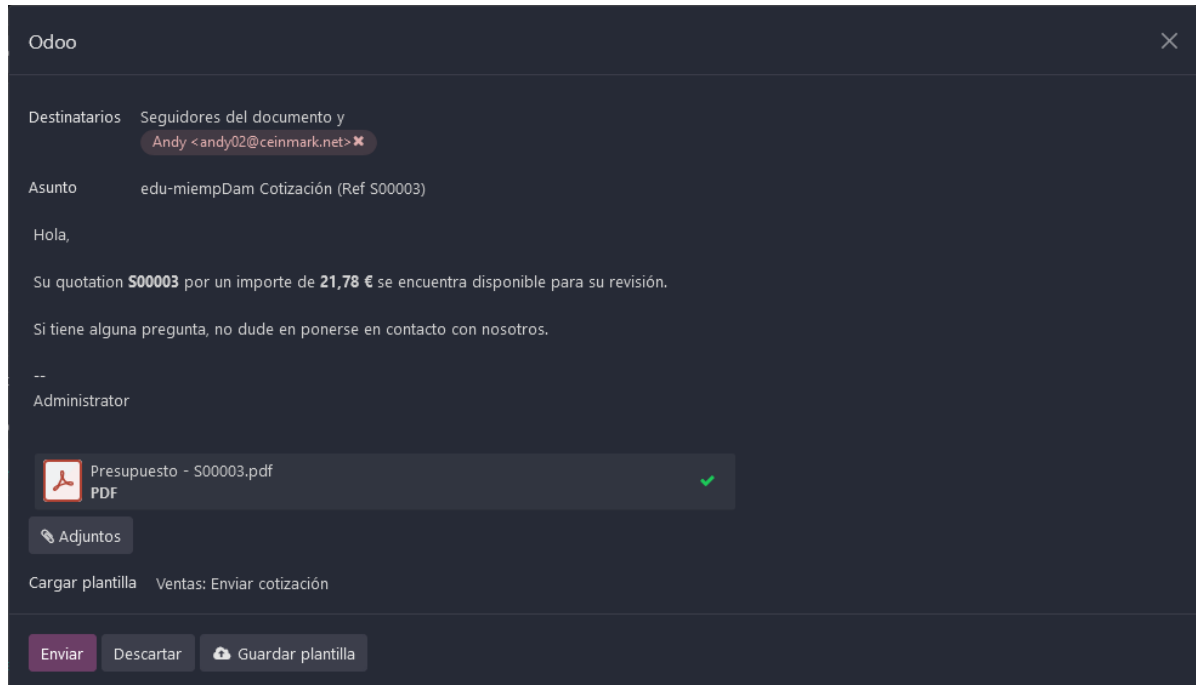 Odoo
Destinatarios Seguidores del documento y
Andy <andy02@ceinmark.net>
Asunto edu-miempDam Cotización (Ref S00003)
Hola,
Su quotation S00003 por un importe de 21,78 € se encuentra disponible para su revisión.
Si tiene alguna pregunta, no dude en ponerse en contacto con nosotros.
--
Administrator
Presupuesto - S00003.pdf
PDF
Adjuntos
Cargar plantilla Ventas: Enviar cotización
Enviar Descartar Guardar plantilla